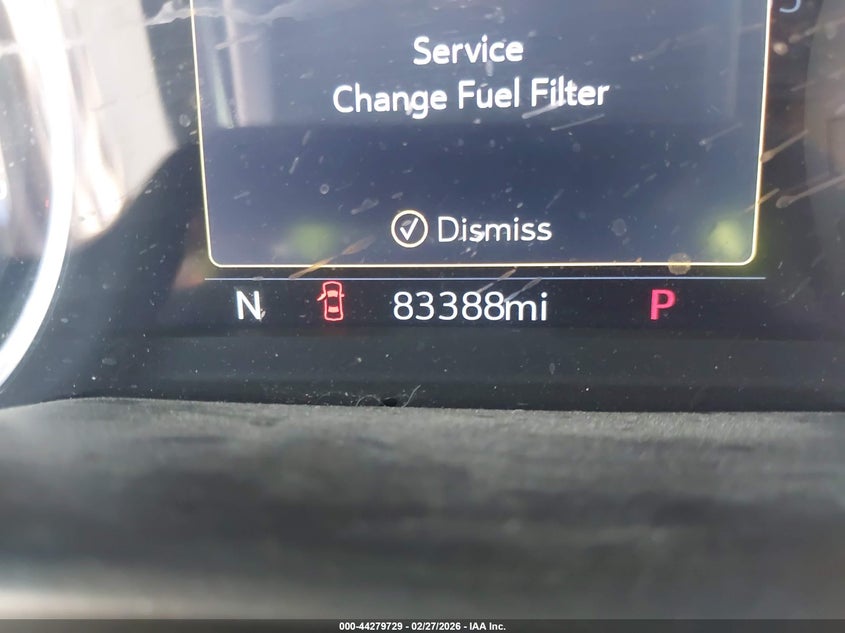 Service
Change Fuel Filter
Dismiss
N 83388mi P
000-44279729 - 02/27/2026 - IAA Inc.